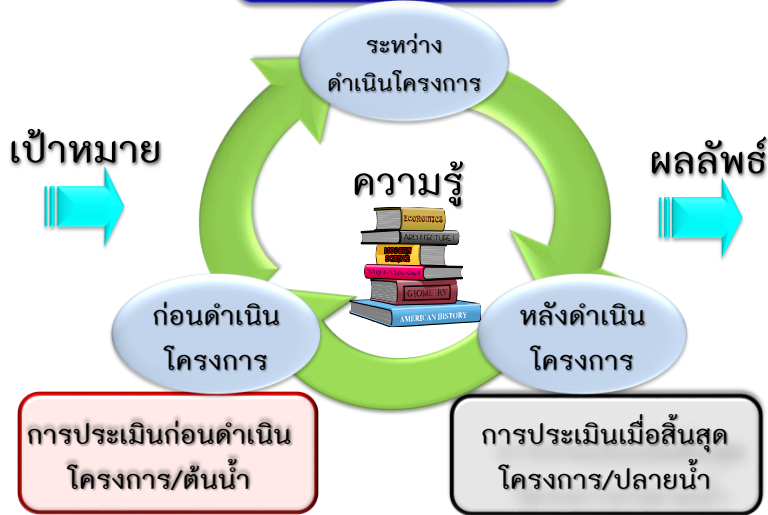 ระหว่าง
ดำเนินโครงการ
เป้าหมาย
ผลลัพธ์
ความรู้
ECONOMICS
ARCHITECTURE I
GEOMETRY
AMERICAN HISTORY
ก่อนดำเนิน
โครงการ
หลังดำเนิน
โครงการ
การประเมินก่อนดำเนิน
โครงการ/ต้นน้ำ
การประเมินเมื่อสิ้นสุด
โครงการ/ปลายน้ำ